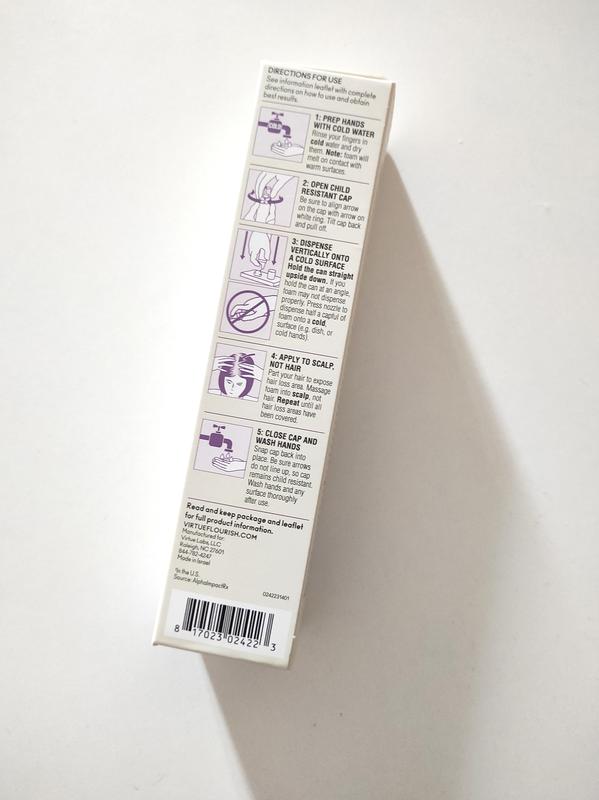 DIRECTIONS FOR USE
See information leaflet with complete
directions on how to use and obtain
best results.
1: PREP HANDS
WITH COLD WATER
Rinse your fingers in
cold water and dry
them. Note: foam will
melt on contact with
warm surfaces.
COLD
2: OPEN CHILD
RESISTANT CAP
Be sure to align arrow
on the cap with arrow on
white ring. Tilt cap back
and pull off.
3: DISPENSE
VERTICALLY ONTO
A COLD SURFACE
Hold the can straight
upside down. If you
hold the can at an angle,
foam may not dispense
properly. Press nozzle to
dispense half a capful of
foam onto a cold,
surface (e.g. dish, or
cold hands).
4: APPLY TO SCALP,
NOT HAIR
Part your hair to expose
hair loss area. Massage
foam into scalp, not
hair. Repeat until all
hair loss areas have
been covered.
5: CLOSE CAP AND
WASH HANDS
Snap cap back into
place. Be sure arrows
do not line up, so cap
remains child resistant.
Wash hands and any
surface thoroughly
after use.
Read and keep package and leaflet
for full product information.
VIRTUEFLOURISH.COM
Manufactured for:
Virtue Labs, LLC
Raleigh, NC 27601
844-782-4247
Made in Israel
*In the U.S.
Source: AlphaImpactRx
0242231401
8 17023 02422 3